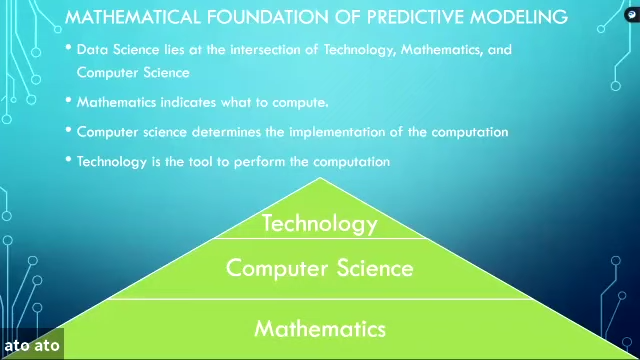 MATHEMATICAL FOUNDATION OF PREDICTIVE MODELING
• Data Science lies at the intersection of Technology, Mathematics, and
Computer Science
• Mathematics indicates what to compute.
• Computer science determines the implementation of the computation
• Technology is the tool to perform the computation
Technology
Computer Science
Mathematics
ato ato